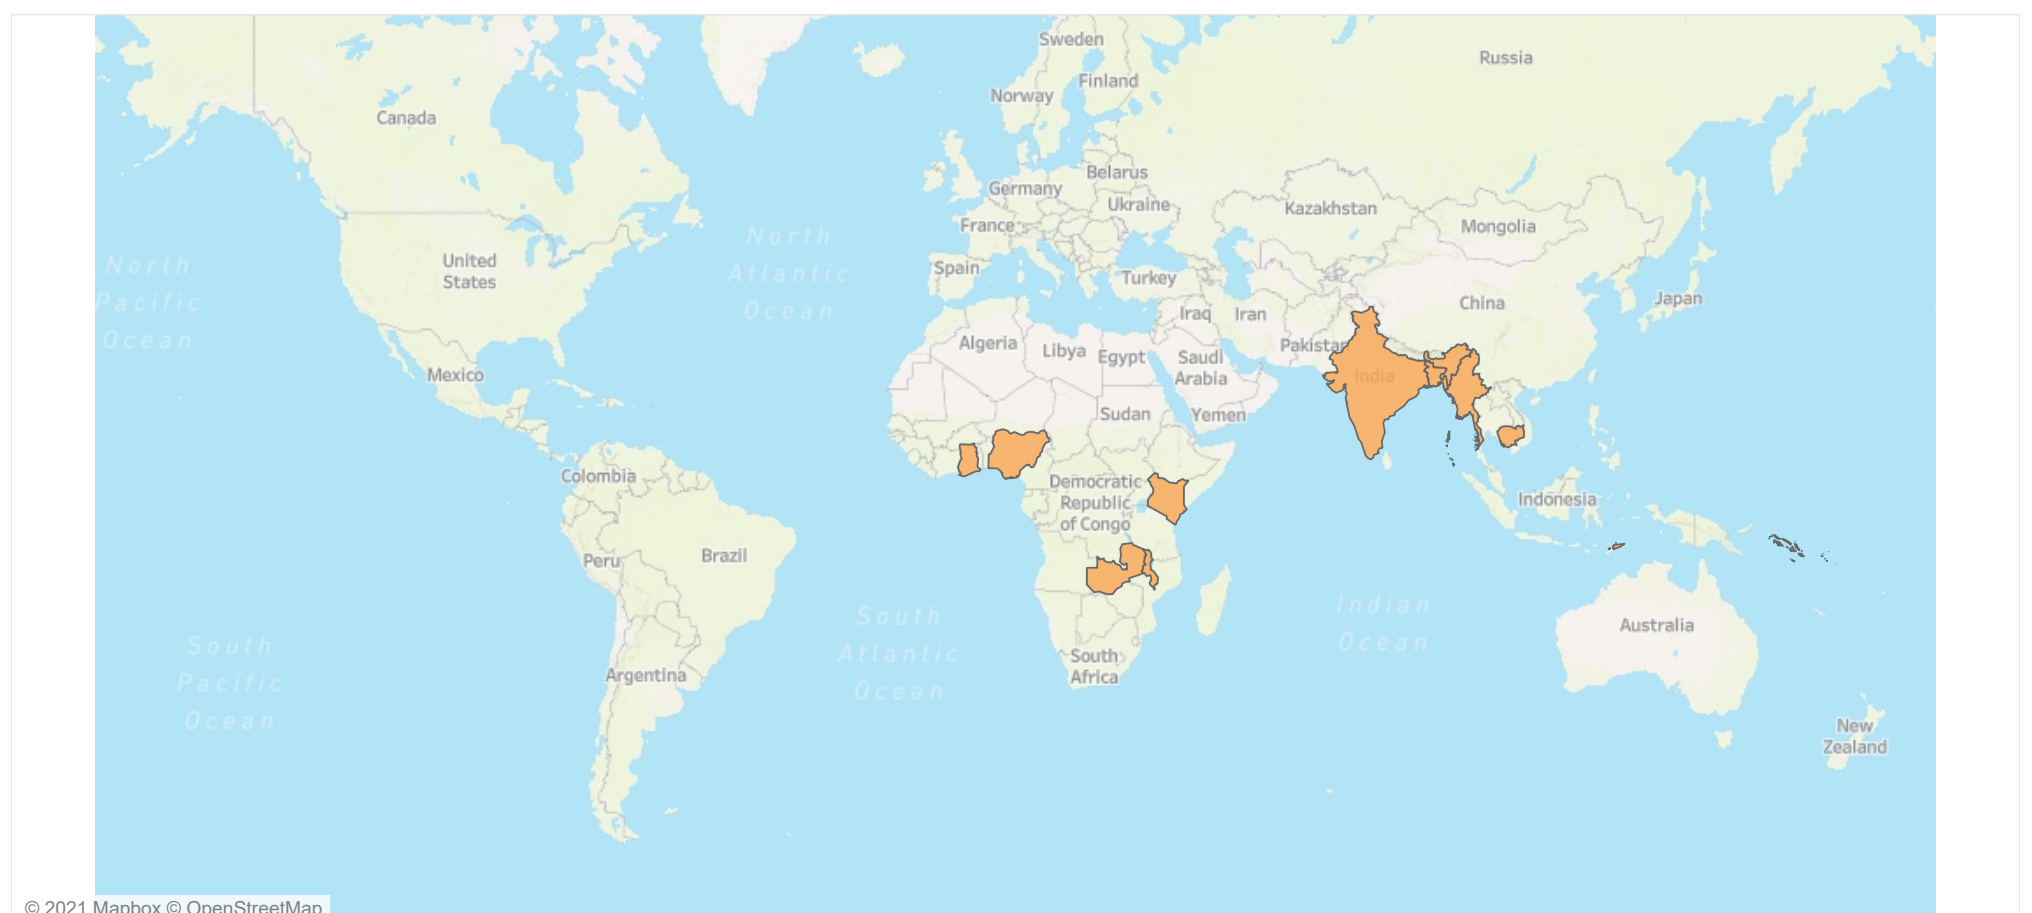 Sweden
Russia
Finland
Norway
Canada
Belarus
Germany
Ukraine
Kazakhstan
France
Mongolia
North
Atlantic
Ocean
North
Pacific
Ocean
United
States
Spain
Turkey
China
Japan
Iraq
Iran
Algeria
Libya
Egypt
Saudi
Arabia
Pakistan
India
Mexico
Sudan
Yemen
Colombia
Democratic
Republic
of Congo
Indonesia
Peru
Brazil
South
Atlantic
Ocean
Indian
Ocean
Australia
South
Pacific
Ocean
Argentina
South
Africa
New
Zealand
© 2021 Mapbox © OpenStreetMap